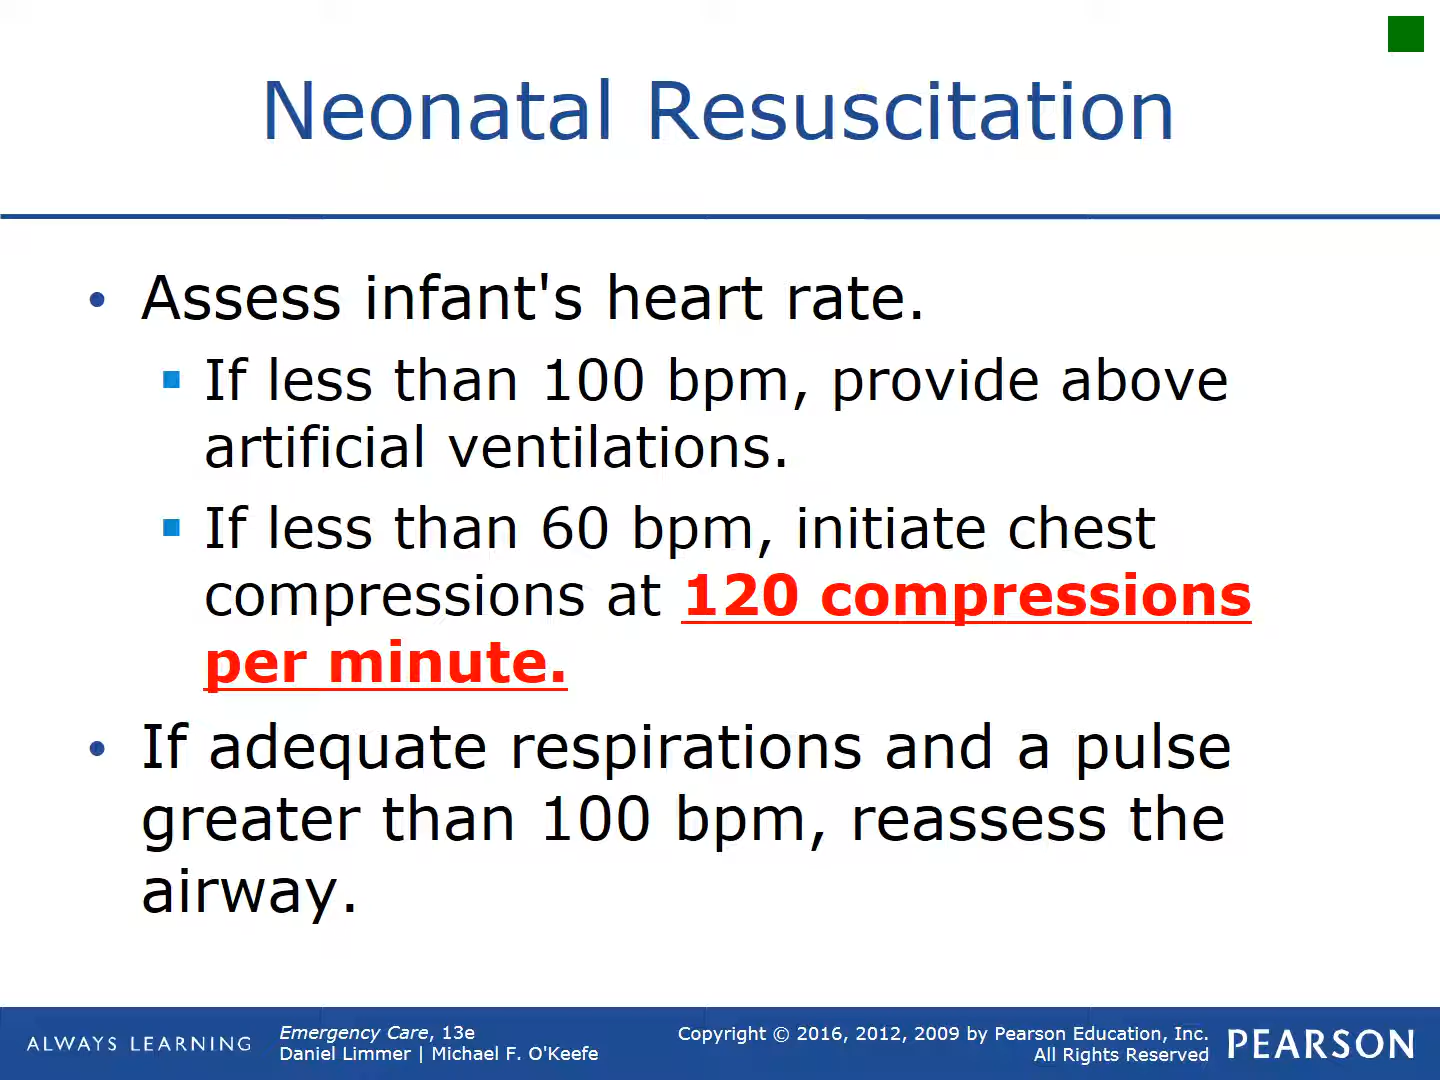 Neonatal Resuscitation
• Assess infant's heart rate.
▪ If less than 100 bpm, provide above
artificial ventilations.
▪ If less than 60 bpm, initiate chest
compressions at 120 compressions
per minute.
• If adequate respirations and a pulse
greater than 100 bpm, reassess the
airway.
ALWAYS LEARNING
Emergency Care, 13e
Daniel Limmer | Michael F. O'Keefe
Copyright © 2016, 2012, 2009 by Pearson Education, Inc.
All Rights Reserved
PEARSON